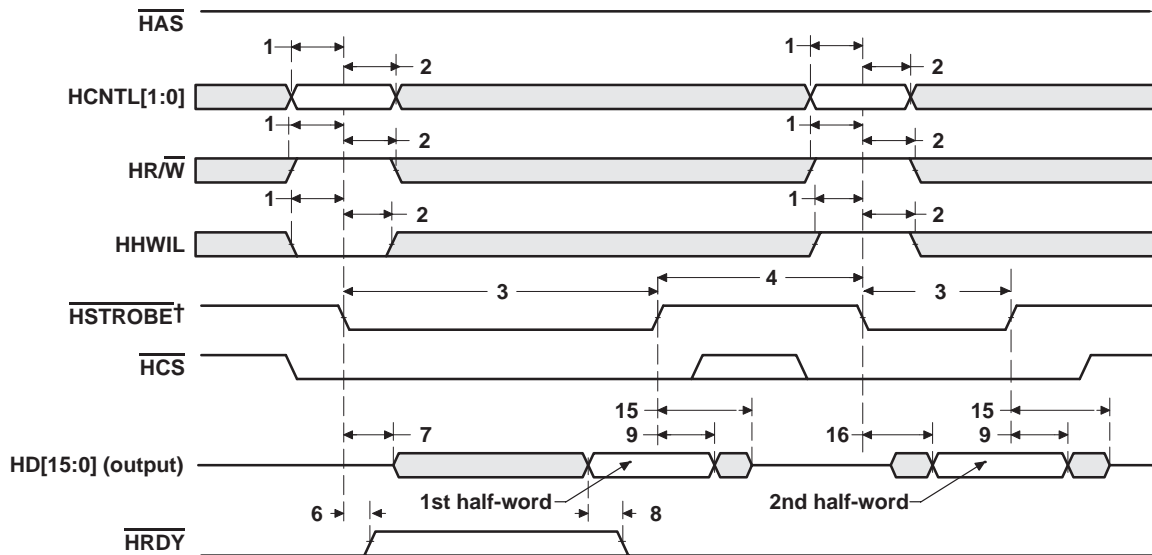 HAS
1 1
2 2
HCNTL[1:0]
1 1
2 2
HR/W
1 1
2 2
HHWIL
4
3 3
HSTROBE†
HCS
15 15
7 9 16 9
HD[15:0] (output)
1st half-word 2nd half-word
6 8
HRDY